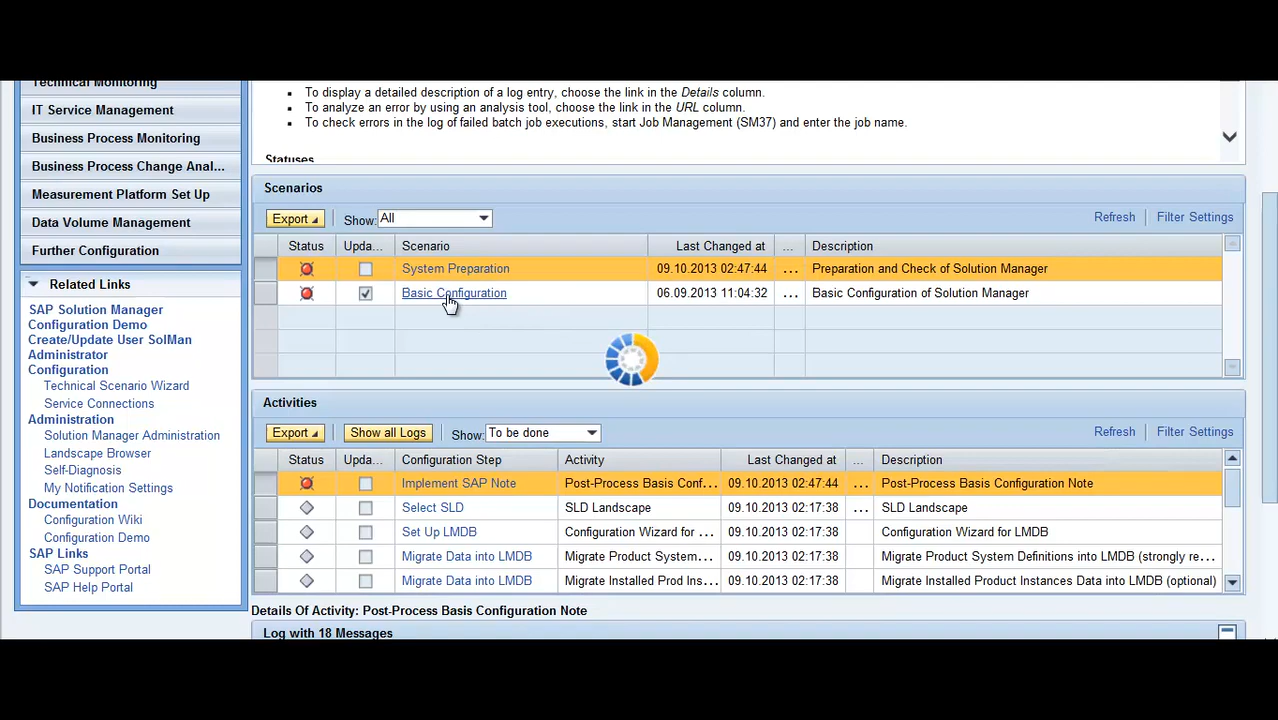 Technical Monitoring
IT Service Management
Business Process Monitoring
Business Process Change Anal...
Measurement Platform Set Up
Data Volume Management
Further Configuration
Related Links
SAP Solution Manager
Configuration Demo
Create/Update User SolMan
Administrator
Configuration
Technical Scenario Wizard
Service Connections
Administration
Solution Manager Administration
Landscape Browser
Self-Diagnosis
My Notification Settings
Documentation
Configuration Wiki
Configuration Demo
SAP Links
SAP Support Portal
SAP Help Portal
• To display a detailed description of a log entry, choose the link in the Details column.
• To analyze an error by using an analysis tool, choose the link in the URL column.
• To check errors in the log of failed batch job executions, start Job Management (SM37) and enter the job name.
Statuses
Scenarios
Export Show: All Refresh Filter Settings
Status Upda... Scenario Last Changed at ... Description
System Preparation 09.10.2013 02:47:44 ... Preparation and Check of Solution Manager
Basic Configuration 06.09.2013 11:04:32 ... Basic Configuration of Solution Manager
Activities
Export Show all Logs Show: To be done Refresh Filter Settings
Status Upda... Configuration Step Activity Last Changed at ... Description
Implement SAP Note Post-Process Basis Conf... 09.10.2013 02:47:44 ... Post-Process Basis Configuration Note
Select SLD SLD Landscape 09.10.2013 02:17:38 ... SLD Landscape
Set Up LMDB Configuration Wizard for ... 09.10.2013 02:17:38 Configuration Wizard for LMDB
Migrate Data into LMDB Migrate Product System... 09.10.2013 02:17:38 Migrate Product System Definitions into LMDB (strongly re...
Migrate Data into LMDB Migrate Installed Prod Ins... 09.10.2013 02:17:38 Migrate Installed Product Instances Data into LMDB (optional)
Details Of Activity: Post-Process Basis Configuration Note
Log with 18 Messages